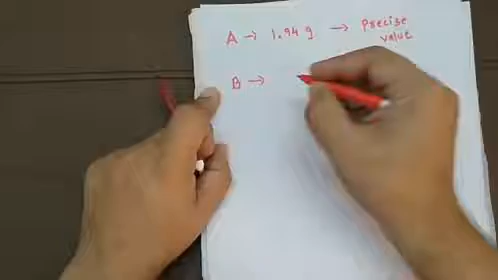 A → 1.94 g → Precise
value
B →